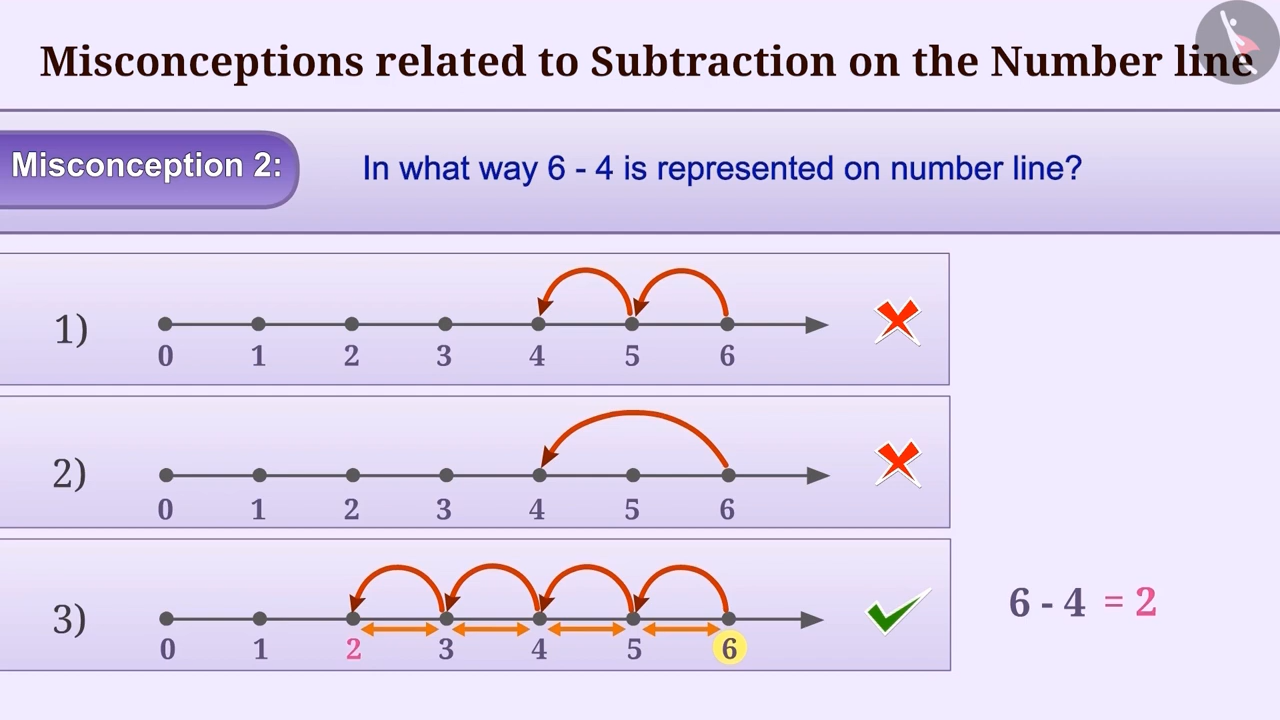 Misconceptions related to Subtraction on the Number line
Misconception 2:
In what way 6 - 4 is represented on number line?
1)
0 1 2 3 4 5 6
2)
0 1 2 3 4 5 6
3)
0 1 2 3 4 5 6
6 - 4 = 2